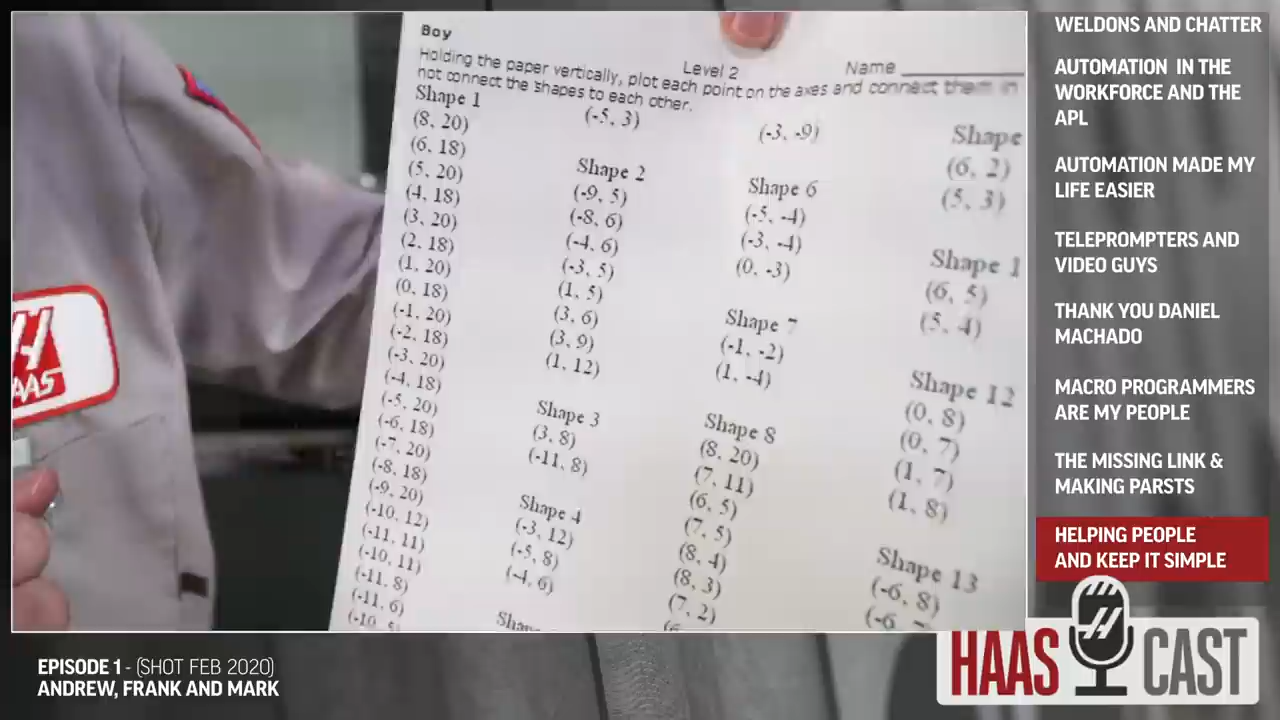 Boy
Level 2
Name
Holding the paper vertically, plot each point on the axes and connect them in
not connect the shapes to each other.
Shape 1
(8, 20)
(6, 18)
(5, 20)
(4, 18)
(3, 20)
(2, 18)
(1, 20)
(0, 18)
(-1, 20)
(-2, 18)
(-3, 20)
(-4, 18)
(-5, 20)
(-6, 18)
(-7, 20)
(-8, 18)
(-9, 20)
(-10, 12)
(-11, 11)
(-10, 11)
(-11, 8)
(-11, 6)
(-10, 5)
(-5, 3)
Shape 2
(-9, 5)
(-8, 6)
(-4, 6)
(-3, 5)
(1, 5)
(3, 6)
(3, 9)
(1, 12)
Shape 3
(3, 8)
(-11, 8)
Shape 4
(-3, 12)
(-5, 8)
(-4, 6)
(-3, -9)
Shape 6
(-5, -4)
(-3, -4)
(0, -3)
Shape 7
(-1, -2)
(1, -4)
Shape 8
(8, 20)
(7, 11)
(6, 5)
(7, 5)
(8, 4)
(8, 3)
(7, 2)
Shape
(6, 2)
(5, 3)
Shape 1
(6, 5)
(5, 4)
Shape 12
(0, 8)
(0, 7)
(1, 7)
(1, 8)
Shape 13
(-6, 8)
HAAS
WELDONS AND CHATTER
AUTOMATION IN THE
WORKFORCE AND THE
APL
AUTOMATION MADE MY
LIFE EASIER
TELEPROMPTERS AND
VIDEO GUYS
THANK YOU DANIEL
MACHADO
MACRO PROGRAMMERS
ARE MY PEOPLE
THE MISSING LINK &
MAKING PARSTS
HELPING PEOPLE
AND KEEP IT SIMPLE
EPISODE 1 - (SHOT FEB 2020)
ANDREW, FRANK AND MARK
HAAS CAST